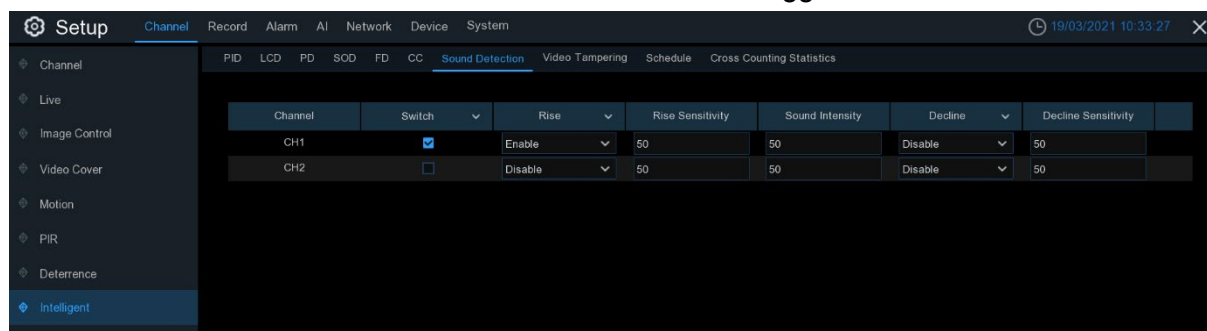 Setup Channel Record Alarm AI Network Device System 19/03/2021 10:33:27
Channel
PID LCD PD SOD FD CC Sound Detection Video Tampering Schedule Cross Counting Statistics
Live
Channel Switch Rise Rise Sensitivity Sound Intensity Decline Decline Sensitivity
Image Control
CH1 Enable 50 50 Disable 50
Video Cover
CH2 Disable 50 50 Disable 50
Motion
PIR
Deterrence
Intelligent